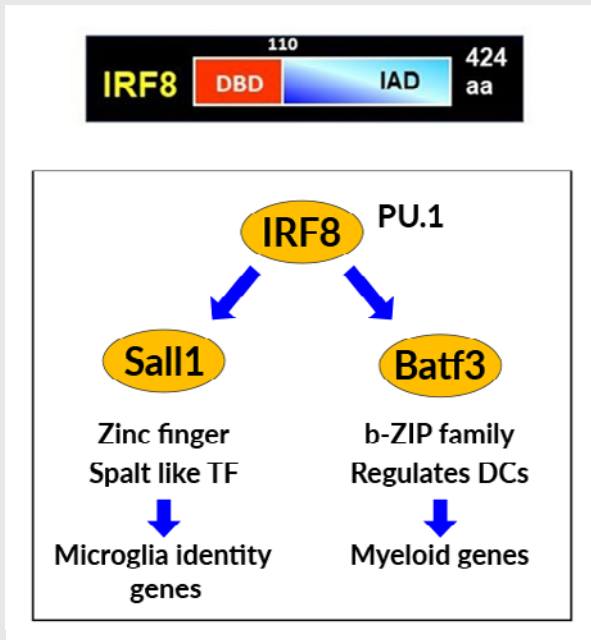 110
IRF8 DBD IAD 424
aa
IRF8 PU.1
Sall1 Batf3
Zinc finger b-ZIP family
Spalt like TF Regulates DCs
Microglia identity Myeloid genes
genes